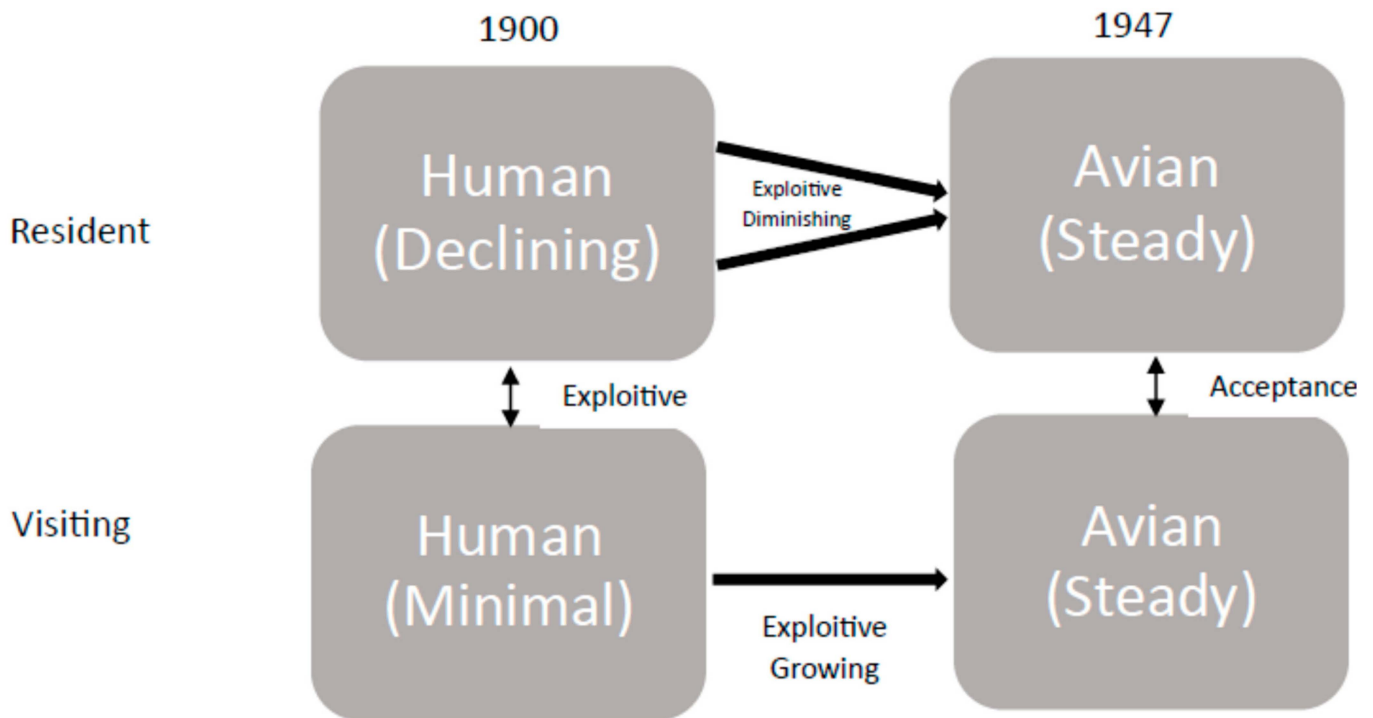 1900
1947
Resident
Human
(Declining)
Exploitive
Diminishing
Avian
(Steady)
Exploitive
Acceptance
Visiting
Human
(Minimal)
Exploitive
Growing
Avian
(Steady)